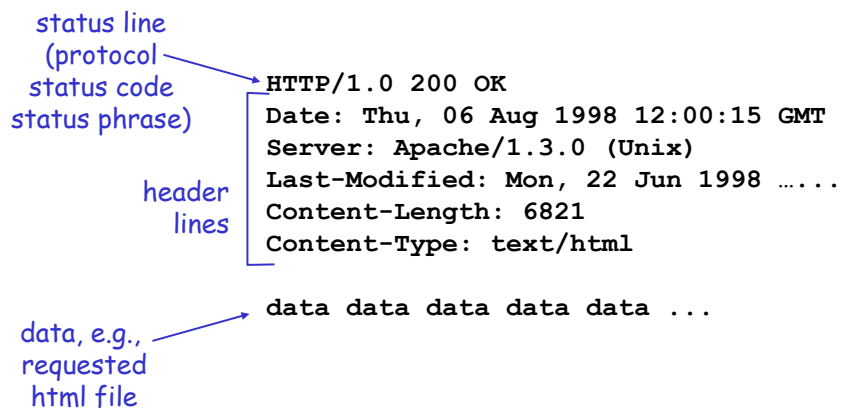 status line
(protocol
status code
status phrase)
HTTP/1.0 200 OK
Date: Thu, 06 Aug 1998 12:00:15 GMT
Server: Apache/1.3.0 (Unix)
Last-Modified: Mon, 22 Jun 1998 …...
Content-Length: 6821
Content-Type: text/html
header
lines
data data data data data ...
data, e.g.,
requested
html file